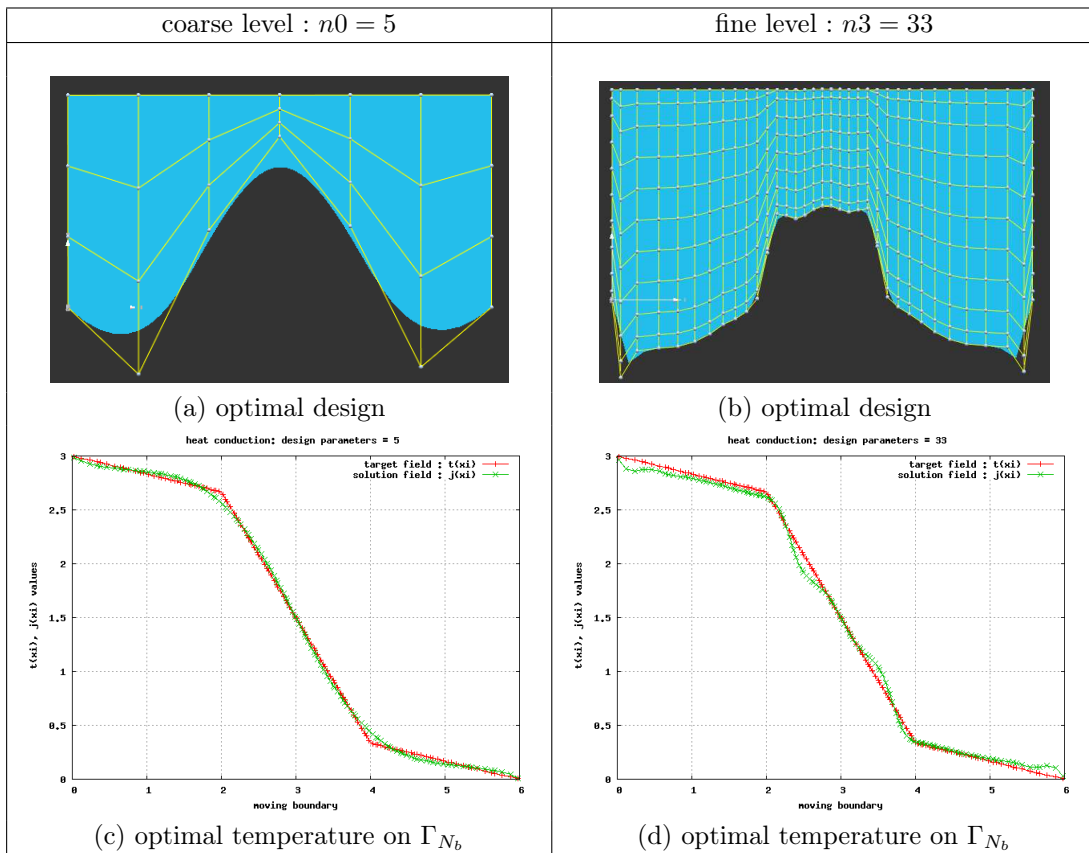 coarse level : n0 = 5
fine level : n3 = 33
(a) optimal design
(b) optimal design
heat conduction: design parameters = 5
target field : t(xi)
solution field : j(xi)
t(xi), j(xi) values
3
2.5
2
1.5
1
0.5
0
0 1 2 3 4 5 6
moving boundary
heat conduction: design parameters = 33
target field : t(xi)
solution field : j(xi)
t(xi), j(xi) values
3
2.5
2
1.5
1
0.5
0
0 1 2 3 4 5 6
moving boundary
(c) optimal temperature on Γ_{N_b}
(d) optimal temperature on Γ_{N_b}